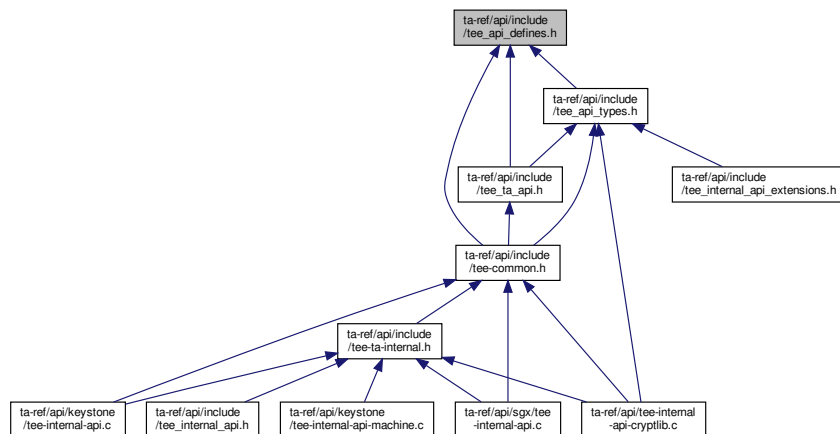 ta-ref/api/include
/tee_api_defines.h
ta-ref/api/include
/tee_api_types.h
ta-ref/api/include
/tee_ta_api.h
ta-ref/api/include
/tee_internal_api_extensions.h
ta-ref/api/include
/tee-common.h
ta-ref/api/include
/tee-ta-internal.h
ta-ref/api/keystone
/tee-internal-api.c
ta-ref/api/include
/tee_internal_api.h
ta-ref/api/keystone
/tee-internal-api-machine.c
ta-ref/api/sgx/tee
-internal-api.c
ta-ref/api/tee-internal
-api-cryptlib.c